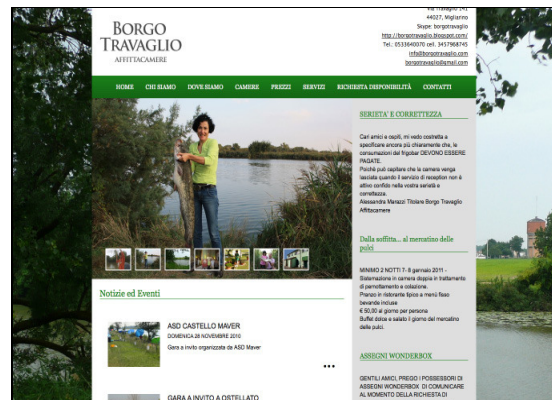 BORGO
TRAVAGLIO
AFFITTACAMERE
44027, Migliarino
Skype: borgotravaglio
http://borgotravaglio.blogspot.com/
Tel.: 0533640070 cell. 3457968745
info@borgotravaglio.com
borgotravaglio@gmail.com
HOME CHI SIAMO DOVE SIAMO CAMERE PREZZI SERVIZI RICHIESTA DISPONIBILITÀ CONTATTI
SERIETA' E CORRETTEZZA
Cari amici e ospiti, mi vedo costretta a
specificare ancora più chiaramente che, le
consumazioni del frigobar DEVONO ESSERE
PAGATE.
Poichè può capitare che la camera venga
lasciata quando il servizio di reception non è
attivo confido nella vostra serietà e
correttezza.
Alessandra Marazzi Titolare Borgo Travaglio
Affittacamere
Dalla soffitta... al mercatino delle
pulci
MINIMO 2 NOTTI 7- 8 gennaio 2011 -
Sistemazione in camera doppia in trattamento
di pernottamento e colazione.
Pranzo in ristorante tipico a menù fisso
bevande incluse
€ 50,00 al giorno per persona
Buffet dolce e salato il giorno del mercatino
delle pulci.
ASSEGNI WONDERBOX
GENTILI AMICI, PREGO I POSSESSORI DI
ASSEGNI WONDERBOX DI COMUNICARE
AL MOMENTO DELLA RICHIESTA DI
Notizie ed Eventi
ASD CASTELLO MAVER
DOMENICA 28 NOVEMBRE 2010
Gara a invito organizzata da ASD Maver
...
GARA A INVITO A OSTELLATO